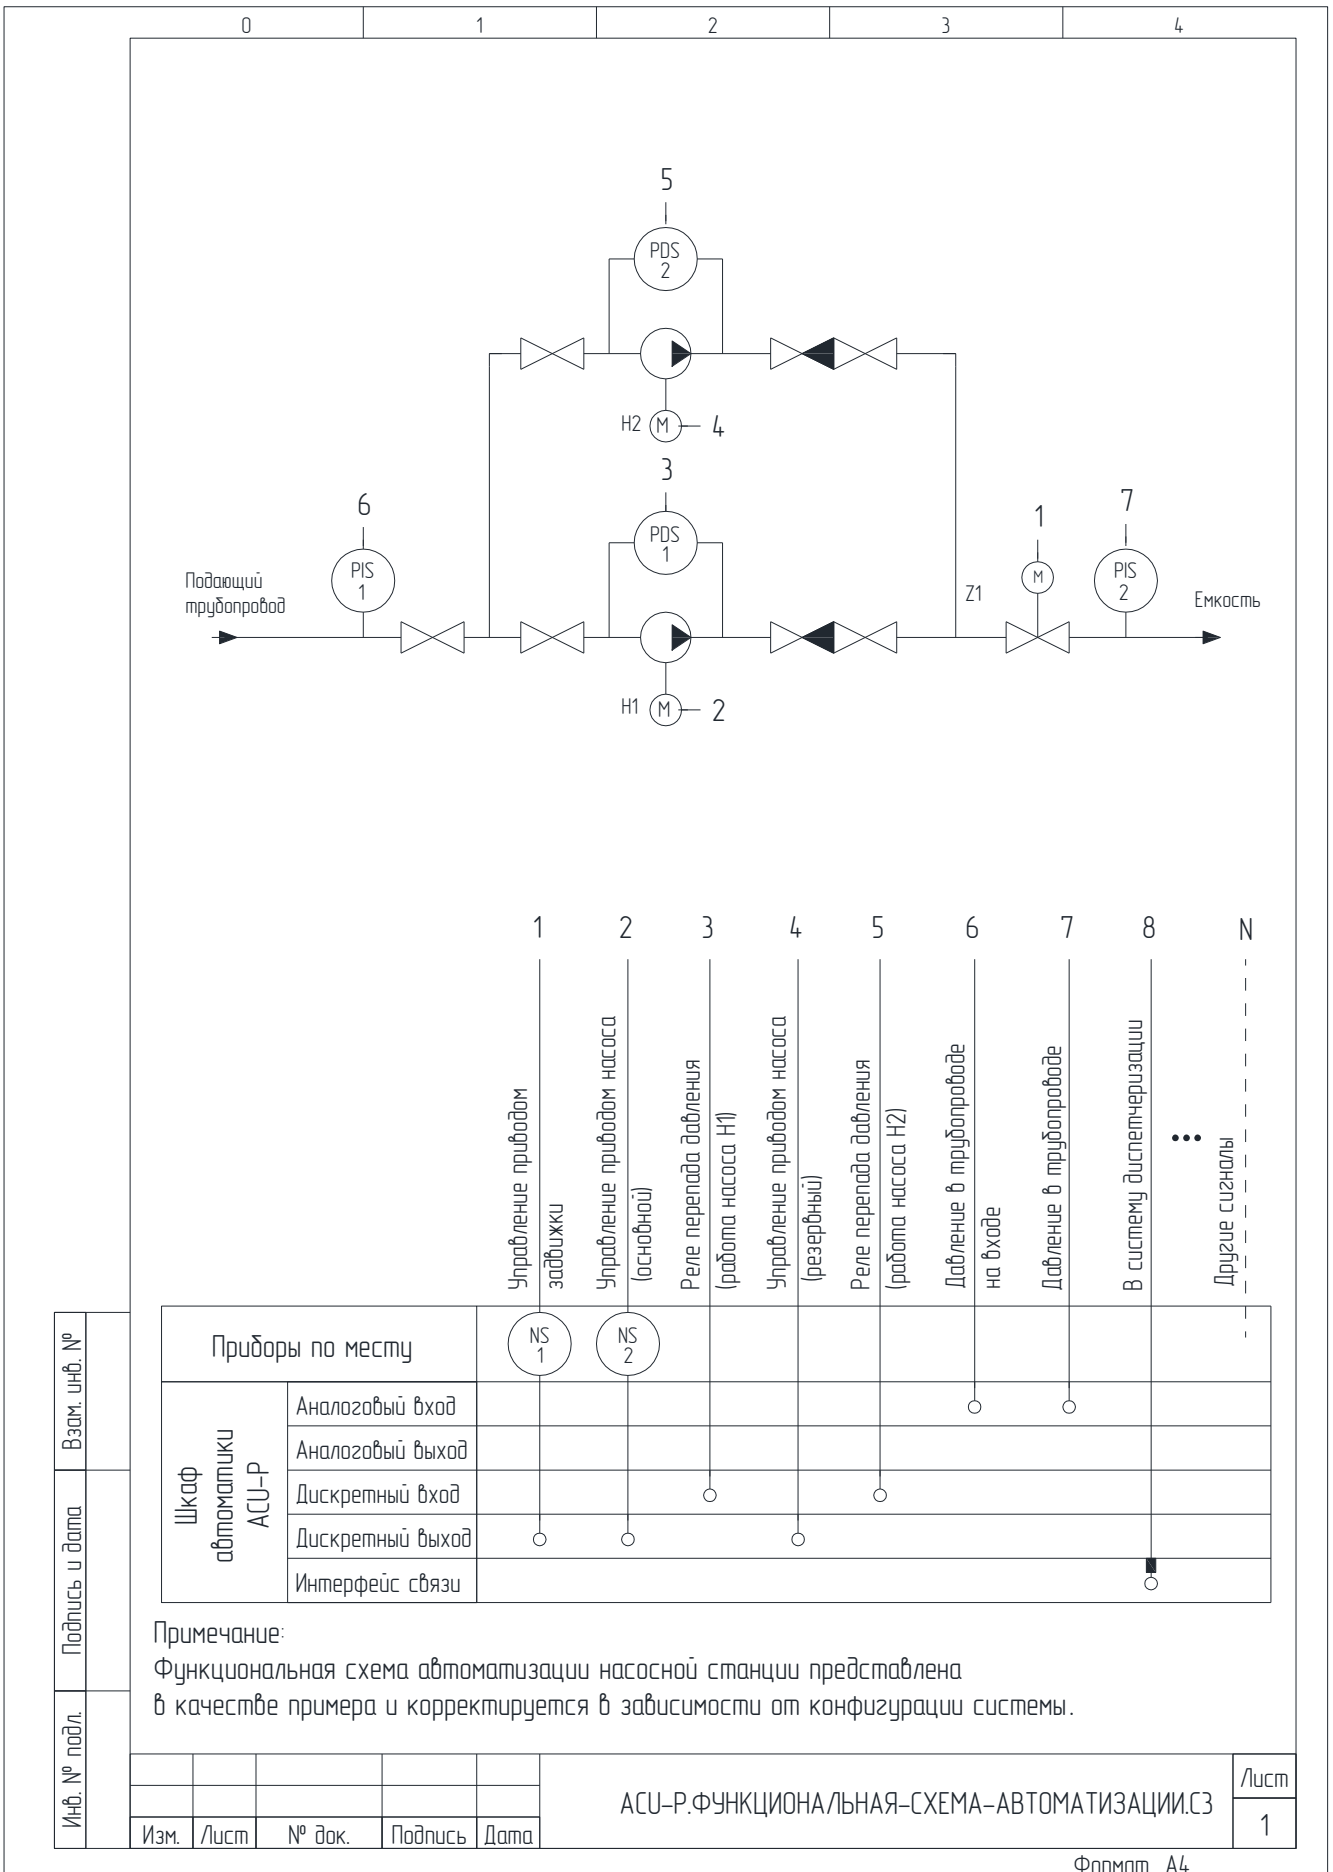 0 1 2 3 4
5
PDS
2
H2 M 4
3
6
7
1
PDS
1
PIS
1
M
PIS
2
Подающий
трубопровод
Z1
Емкость
H1 M 2
1 2 3 4 5 6 7 8 N
Управление приводом
задвижки
Управление приводом насоса
(основной)
Реле перепада давления
(работа насоса Н1)
Управление приводом насоса
(резервный)
Реле перепада давления
(работа насоса Н2)
Давление в трубопроводе
на входе
Давление в трубопроводе
В систему диспетчеризации
•••
Другие сигналы
Приборы по месту
NS
1
NS
2
Шкаф
автоматики
ACU-P
Аналоговый вход
Аналоговый выход
Дискретный вход
Дискретный выход
Интерфейс связи
Взам. инв. №
Подпись и дата
Инв. № подл.
Примечание:
Функциональная схема автоматизации насосной станции представлена
в качестве примера и корректируется в зависимости от конфигурации системы.
Изм. Лист № док. Подпись Дата
ACU-P.ФУНКЦИОНАЛЬНАЯ-СХЕМА-АВТОМАТИЗАЦИИ.С3
Лист
1
Формат А4